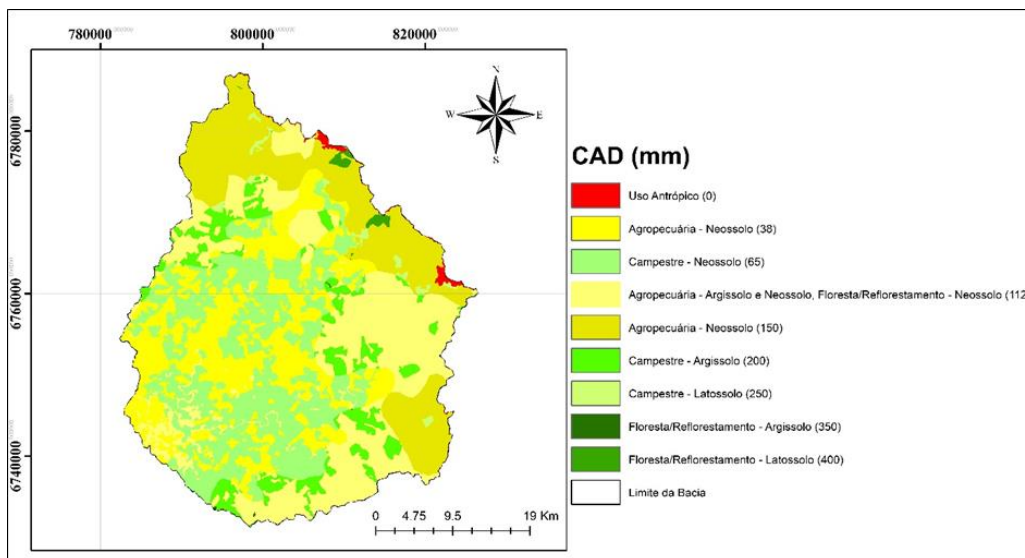 780000 800000 820000
6780000
6760000
6740000
N
W E
S
0 4.75 9.5 19 Km
CAD (mm)
Uso Antrópico (0)
Agropecuária - Neossolo (38)
Campestre - Neossolo (65)
Agropecuária - Argissolo e Neossolo, Floresta/Reflorestamento - Neossolo (112
Agropecuária - Neossolo (150)
Campestre - Argissolo (200)
Campestre - Latossolo (250)
Floresta/Reflorestamento - Argissolo (350)
Floresta/Reflorestamento - Latossolo (400)
Limite da Bacia